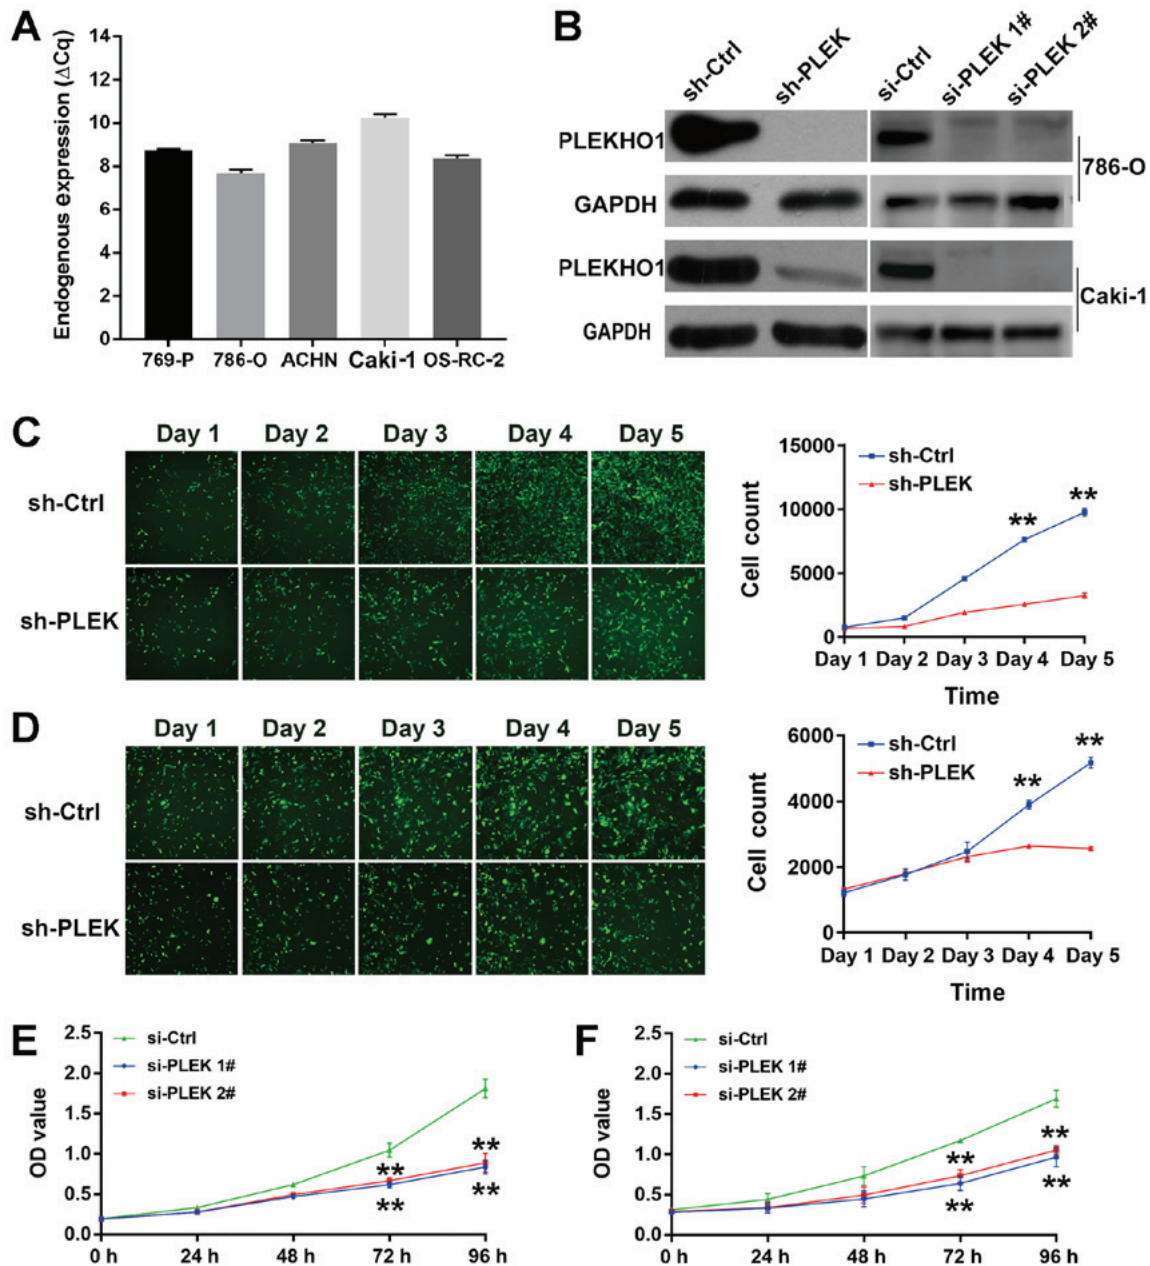 A
Endogenous expression (ΔCq)
14
12
10
8
6
4
2
0
769-P 786-O ACHN Caki-1 OS-RC-2
B
sh-Ctrl sh-PLEK si-Ctrl si-PLEK 1# si-PLEK 2#
PLEKHO1
GAPDH
786-O
PLEKHO1
GAPDH
Caki-1
C
Day 1 Day 2 Day 3 Day 4 Day 5
sh-Ctrl
sh-PLEK
Cell count
15000
10000
5000
0
sh-Ctrl
sh-PLEK
** **
Day 1 Day 2 Day 3 Day 4 Day 5
Time
D
Day 1 Day 2 Day 3 Day 4 Day 5
sh-Ctrl
sh-PLEK
Cell count
6000
4000
2000
0
sh-Ctrl
sh-PLEK
** **
Day 1 Day 2 Day 3 Day 4 Day 5
Time
E
OD value
2.5
2.0
1.5
1.0
0.5
0.0
si-Ctrl
si-PLEK 1#
si-PLEK 2#
** **
** **
0 h 24 h 48 h 72 h 96 h
F
OD value
2.5
2.0
1.5
1.0
0.5
0.0
si-Ctrl
si-PLEK 1#
si-PLEK 2#
** **
** **
0 h 24 h 48 h 72 h 96 h